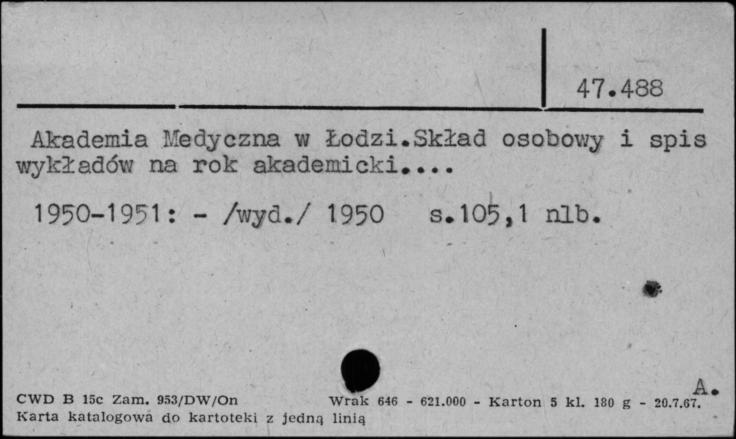 47.488
Akademia Medyczna w Łodzi.Skład osobowy i spis
wykładów na rok akademicki....
1950-1951: - /wyd./ 1950 s.105,1 nlb.
A.
CWD B 15c Zam. 953/DW/On Wrak 646 - 621.000 - Karton 5 kl. 180 g - 20.7.67.
Karta katalogowa do kartoteki z jedną linią